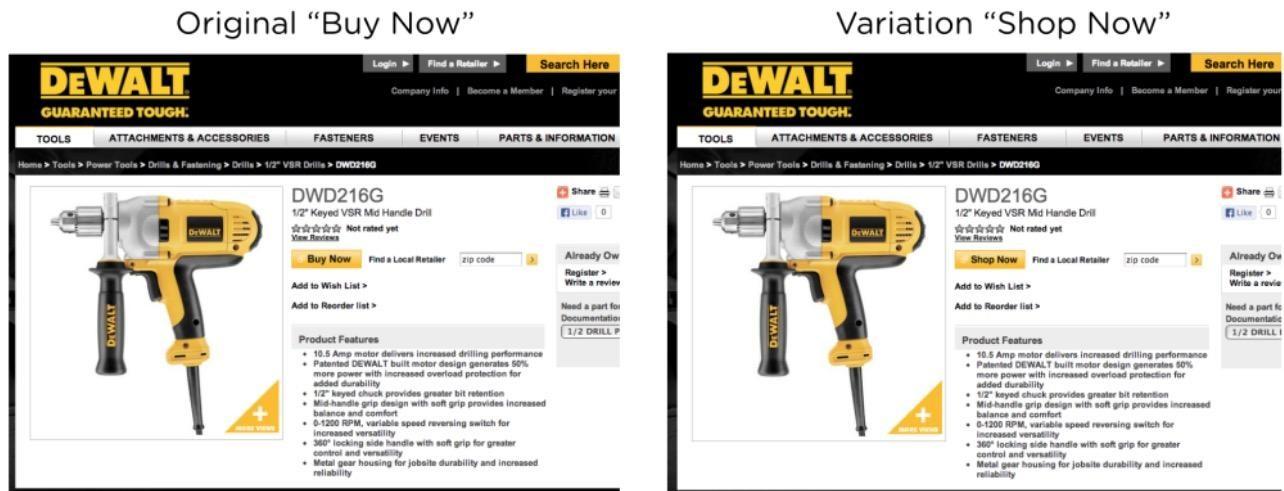 Original “Buy Now”
DEWALT
GUARANTEED TOUGH.
Login
Find a Retailer
Search Here
Company Info | Become a Member | Register your
TOOLS ATTACHMENTS & ACCESSORIES FASTENERS EVENTS PARTS & INFORMATION
Home > Tools > Power Tools > Drills & Fastening > Drills > 1/2" VSR Drills > DWD216G
DEWALT
DEWALT
+
MORE VIEWS
DWD216G
1/2" Keyed VSR Mid Handle Drill
Not rated yet
View Reviews
Buy Now Find a Local Retailer zip code
Add to Wish List >
Add to Reorder list >
Product Features
• 10.5 Amp motor delivers increased drilling performance
• Patented DEWALT built motor design generates 50%
more power with increased overload protection for
added durability
• 1/2" keyed chuck provides greater bit retention
• Mid-handle grip design with soft grip provides increased
balance and comfort
• 0-1200 RPM, variable speed reversing switch for
increased versatility
• 360° locking side handle with soft grip for greater
control and versatility
• Metal gear housing for jobsite durability and increased
reliability
Share
Like 0
Already Ow
Register >
Write a review
Need a part fo
Documentatio
1/2 DRILL P
Variation “Shop Now”
DEWALT
GUARANTEED TOUGH.
Login
Find a Retailer
Search Here
Company Info | Become a Member | Register your
TOOLS ATTACHMENTS & ACCESSORIES FASTENERS EVENTS PARTS & INFORMATION
Home > Tools > Power Tools > Drills & Fastening > Drills > 1/2" VSR Drills > DWD216G
DEWALT
DEWALT
+
MORE VIEWS
DWD216G
1/2" Keyed VSR Mid Handle Drill
Not rated yet
View Reviews
Shop Now Find a Local Retailer zip code
Add to Wish List >
Add to Reorder list >
Product Features
• 10.5 Amp motor delivers increased drilling performance
• Patented DEWALT built motor design generates 50%
more power with increased overload protection for
added durability
• 1/2" keyed chuck provides greater bit retention
• Mid-handle grip design with soft grip provides increased
balance and comfort
• 0-1200 RPM, variable speed reversing switch for
increased versatility
• 360° locking side handle with soft grip for greater
control and versatility
• Metal gear housing for jobsite durability and increased
reliability
Share
Like 0
Already Ow
Register >
Write a review
Need a part fo
Documentatio
1/2 DRILL